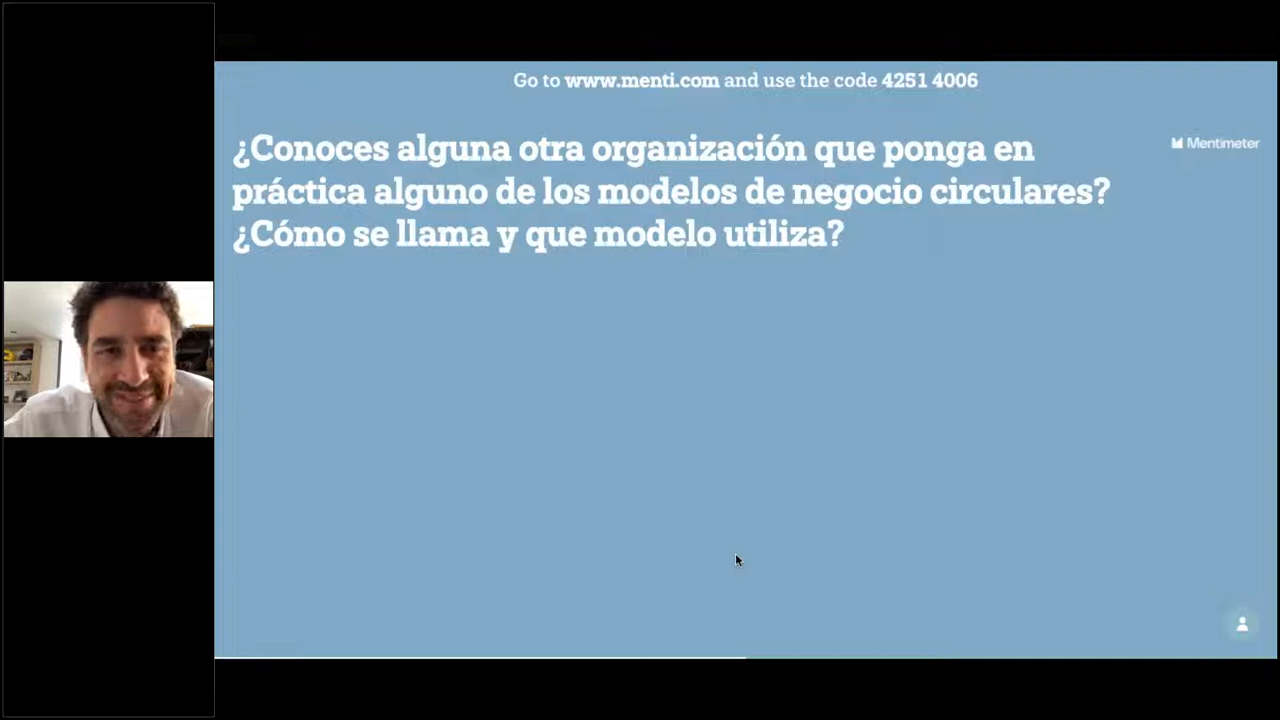 Go to www.menti.com and use the code 4251 4006
Mentimeter
¿Conoces alguna otra organización que ponga en
práctica alguno de los modelos de negocio circulares?
¿Cómo se llama y que modelo utiliza?